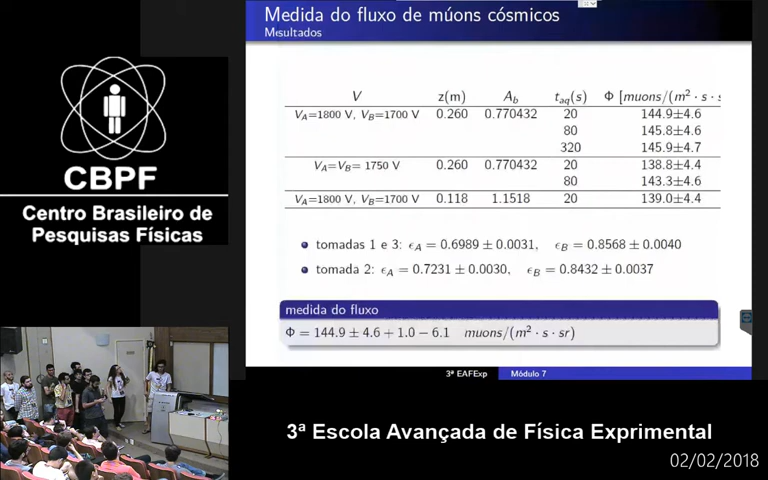 Medida do fluxo de múons cósmicos
Mesultados
V z(m) A_b t_aq(s) Φ [muons/(m² · s · s
V_A=1800 V, V_B=1700 V 0.260 0.770432 20 144.9±4.6
80 145.8±4.6
320 145.9±4.7
V_A=V_B= 1750 V 0.260 0.770432 20 138.8±4.4
80 143.3±4.6
V_A=1800 V, V_B=1700 V 0.118 1.1518 20 139.0±4.4
tomadas 1 e 3: ϵ_A = 0.6989 ± 0.0031, ϵ_B = 0.8568 ± 0.0040
tomada 2: ϵ_A = 0.7231 ± 0.0030, ϵ_B = 0.8432 ± 0.0037
medida do fluxo
Φ = 144.9 ± 4.6 + 1.0 − 6.1 muons/(m² · s · sr)
3ª EAFExp Módulo 7
CBPF
Centro Brasileiro de
Pesquisas Físicas
3ª Escola Avançada de Física Exprimental
02/02/2018